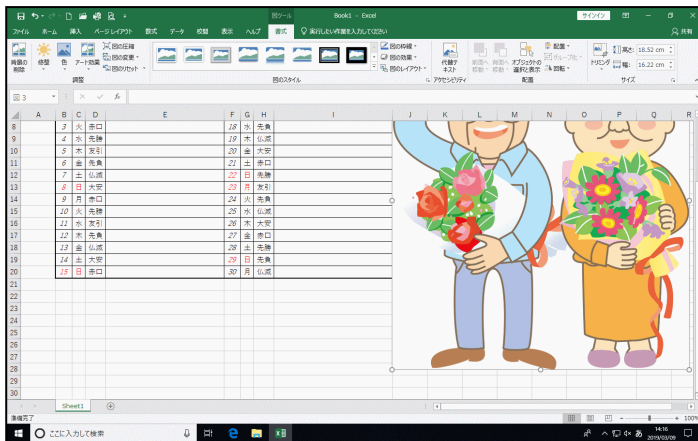 図ツール
Book1 - Excel
サインイン
ファイル ホーム 挿入 ページ レイアウト 数式 データ 校閲 表示 ヘルプ 書式 実行したい作業を入力してください 共有
背景の削除 修整 色 アート効果 図の圧縮 図の変更 図のリセット
図の枠線 図の効果 図のレイアウト
代替テキスト 前面へ移動 背面へ移動 オブジェクトの選択と表示 配置 グループ化 回転
トリミング 高さ: 18.52 cm 幅: 16.22 cm
調整 図のスタイル アクセシビリティ 配置 サイズ
図 3 fx
A B C D E F G H I J K L M N O P Q R
8 3 火 赤口 18 水 先負
9 4 水 先勝 19 木 仏滅
10 5 木 友引 20 金 大安
11 6 金 先負 21 土 赤口
12 7 土 仏滅 22 日 先勝
13 8 日 大安 23 月 友引
14 9 月 赤口 24 火 先負
15 10 火 先勝 25 水 仏滅
16 11 水 友引 26 木 大安
17 12 木 先負 27 金 赤口
18 13 金 仏滅 28 土 先勝
19 14 土 大安 29 日 先負
20 15 日 赤口 30 月 仏滅
21
22
23
24
25
26
27
28
29
30
Sheet1
準備完了 100%
ここに入力して検索
あ 14:16
2019/03/09